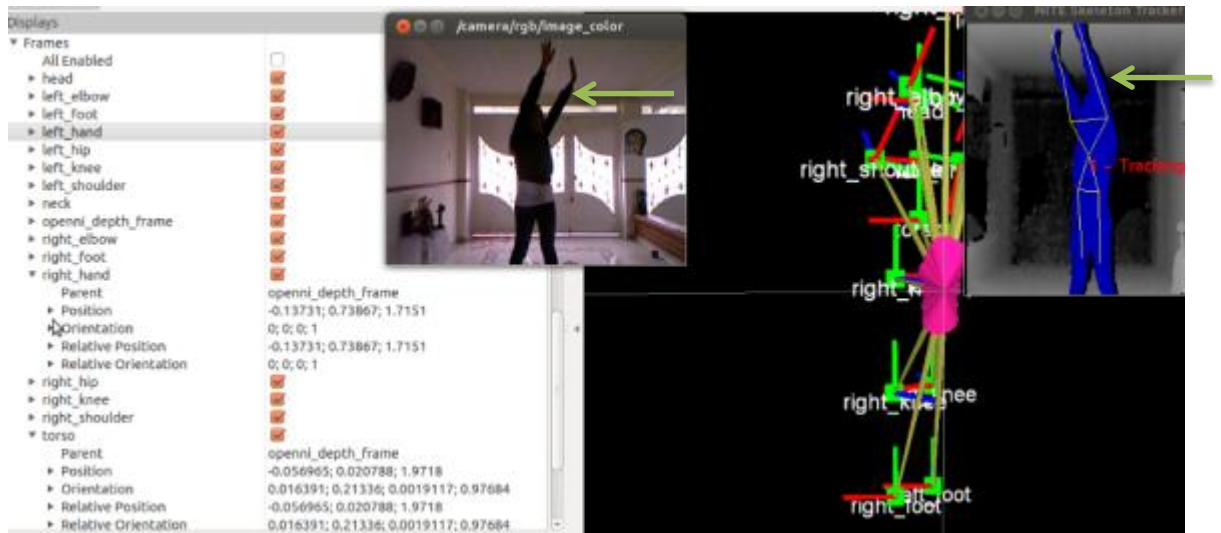 Displays
Frames
All Enabled
head
left_elbow
left_foot
left_hand
left_hip
left_knee
left_shoulder
neck
openni_depth_frame
right_elbow
right_foot
right_hand
Parent openni_depth_frame
Position -0.13731; 0.73867; 1.7151
Orientation 0; 0; 0; 1
Relative Position -0.13731; 0.73867; 1.7151
Relative Orientation 0; 0; 0; 1
right_hip
right_knee
right_shoulder
torso
Parent openni_depth_frame
Position -0.056965; 0.020788; 1.9718
Orientation 0.016391; 0.21336; 0.0019117; 0.97684
Relative Position -0.056965; 0.020788; 1.9718
Relative Orientation 0.016391; 0.21336; 0.0019117; 0.97684
/camera/rgb/image_color
Skeleton Tracker
- Tracking
head
right_knee
right_foot